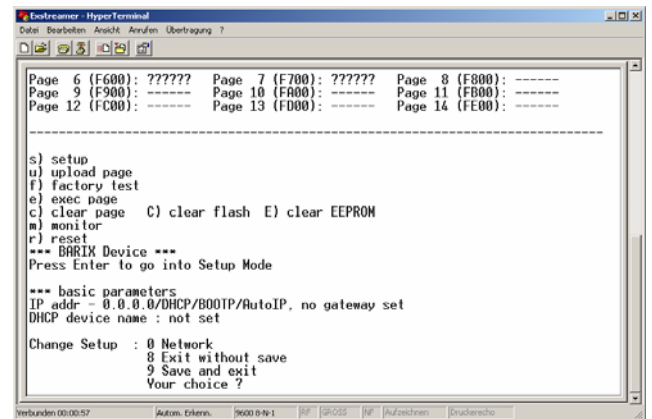 Exstreamer - HyperTerminal
Datei Bearbeiten Ansicht Anrufen Übertragung ?
Page 6 (F600): ?????? Page 7 (F700): ?????? Page 8 (F800): ------
Page 9 (F900): ------ Page 10 (FA00): ------ Page 11 (FB00): ------
Page 12 (FC00): ------ Page 13 (FD00): ------ Page 14 (FE00): ------
--------------------------------------------------------------------------------
s) setup
u) upload page
f) factory test
e) exec page
c) clear page C) clear flash E) clear EEPROM
m) monitor
r) reset
*** BARIX Device ***
Press Enter to go into Setup Mode
*** basic parameters
IP addr - 0.0.0.0/DHCP/BOOTP/AutoIP, no gateway set
DHCP device name : not set
Change Setup : 0 Network
8 Exit without save
9 Save and exit
Your choice ?
Verbunden 00:00:57 Autom. Erkenn. 9600 8-N-1 RF GROSS NF Aufzeichnen Druckerecho